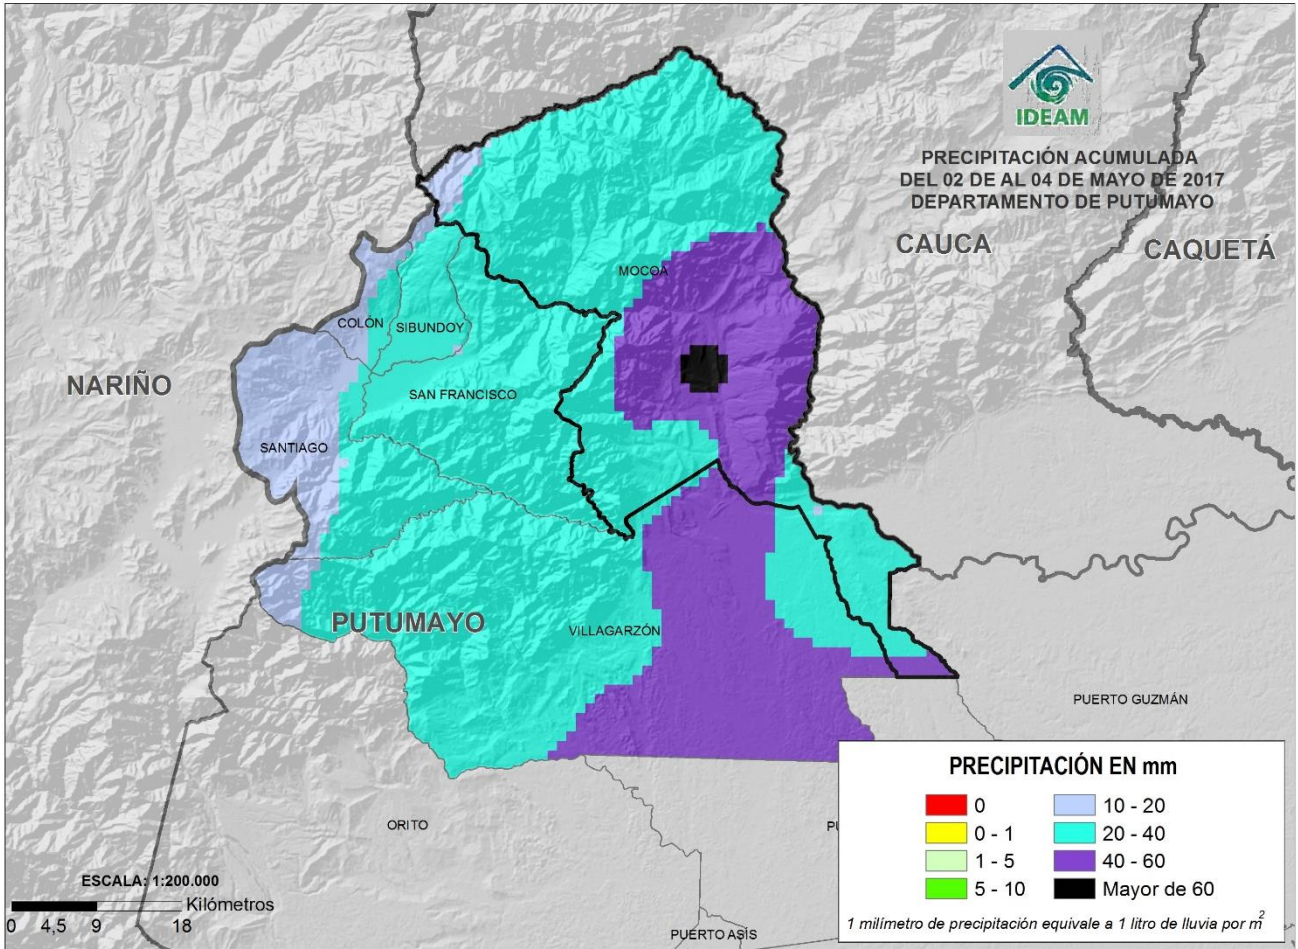 IDEAM
PRECIPITACIÓN ACUMULADA
DEL 02 DE AL 04 DE MAYO DE 2017
DEPARTAMENTO DE PUTUMAYO
CAUCA
CAQUETÁ
MOCOA
COLÓN
SIBUNDOY
NARIÑO
SAN FRANCISCO
SANTIAGO
PUTUMAYO
VILLAGARZÓN
PUERTO GUZMÁN
ORITO
PU
PUERTO ASÍS
ESCALA: 1:200.000
Kilómetros
0 4,5 9 18
PRECIPITACIÓN EN mm
0
0 - 1
1 - 5
5 - 10
10 - 20
20 - 40
40 - 60
Mayor de 60
1 milímetro de precipitación equivale a 1 litro de lluvia por m²